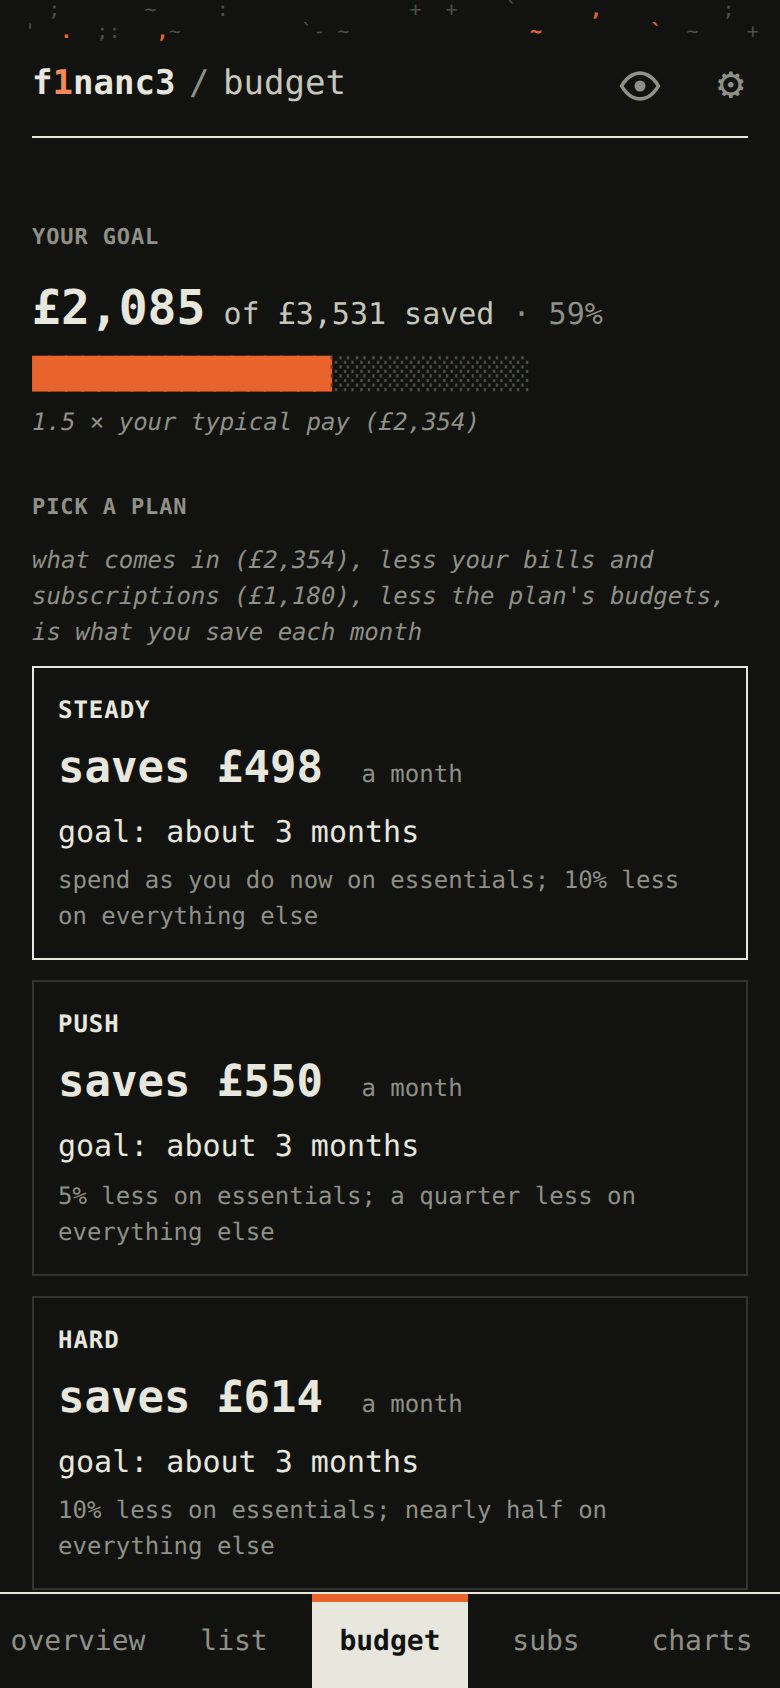 ; ~ : + + ` , ;
' . ;: ,~ `- ~ ~ ` ~ +
f1nanc3 / budget ⚙
YOUR GOAL
£2,085 of £3,531 saved · 59%
1.5 × your typical pay (£2,354)
PICK A PLAN
what comes in (£2,354), less your bills and
subscriptions (£1,180), less the plan's budgets,
is what you save each month
STEADY
saves £498 a month
goal: about 3 months
spend as you do now on essentials; 10% less
on everything else
PUSH
saves £550 a month
goal: about 3 months
5% less on essentials; a quarter less on
everything else
HARD
saves £614 a month
goal: about 3 months
10% less on essentials; nearly half on
everything else
overview list budget subs charts